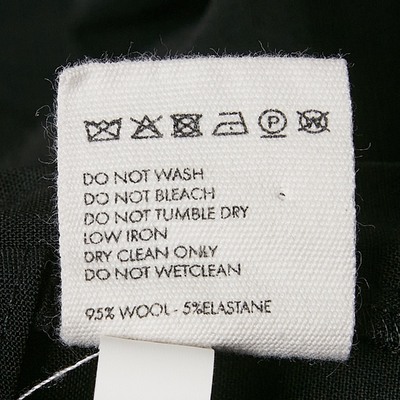 P W
DO NOT WASH
DO NOT BLEACH
DO NOT TUMBLE DRY
LOW IRON
DRY CLEAN ONLY
DO NOT WETCLEAN
95% WOOL - 5%ELASTANE